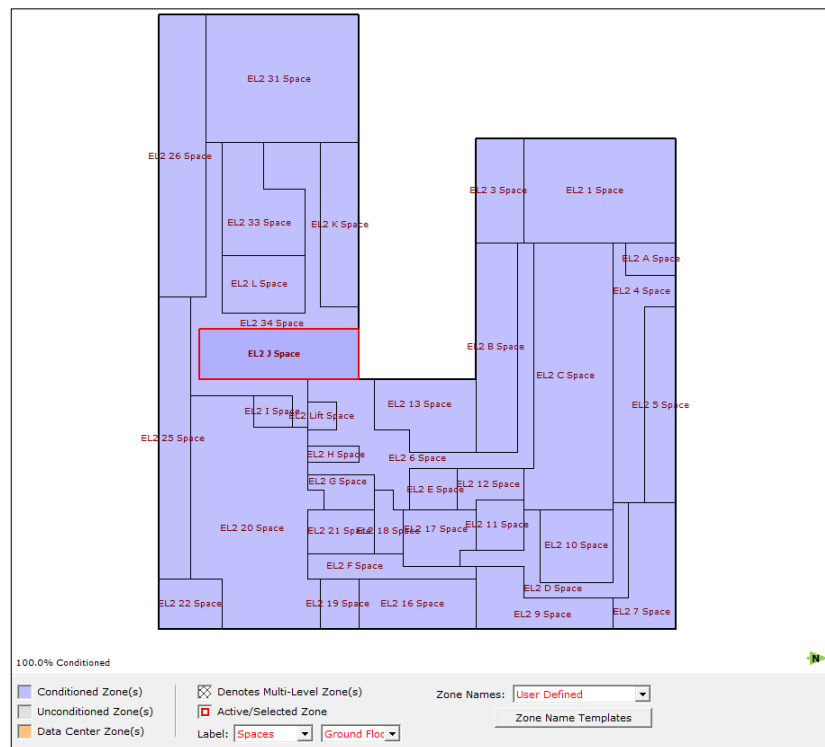 EL2 31 Space
EL2 26 Space
EL2 3 Space
EL2 1 Space
EL2 33 Space
EL2 K Space
EL2 A Space
EL2 L Space
EL2 4 Space
EL2 34 Space
EL2 J Space
EL2 B Space
EL2 C Space
EL2 13 Space
EL2 5 Space
EL2 I Space
EL2 Lift Space
EL2 25 Space
EL2 H Space
EL2 6 Space
EL2 G Space
EL2 E Space
EL2 12 Space
EL2 20 Space
EL2 21 Space
EL2 18 Space
EL2 17 Space
EL2 11 Space
EL2 10 Space
EL2 F Space
EL2 D Space
EL2 22 Space
EL2 19 Space
EL2 16 Space
EL2 9 Space
EL2 7 Space
100.0% Conditioned
N
Conditioned Zone(s)
Unconditioned Zone(s)
Data Center Zone(s)
Denotes Multi-Level Zone(s)
Active/Selected Zone
Label: Spaces Ground Floo
Zone Names: User Defined
Zone Name Templates